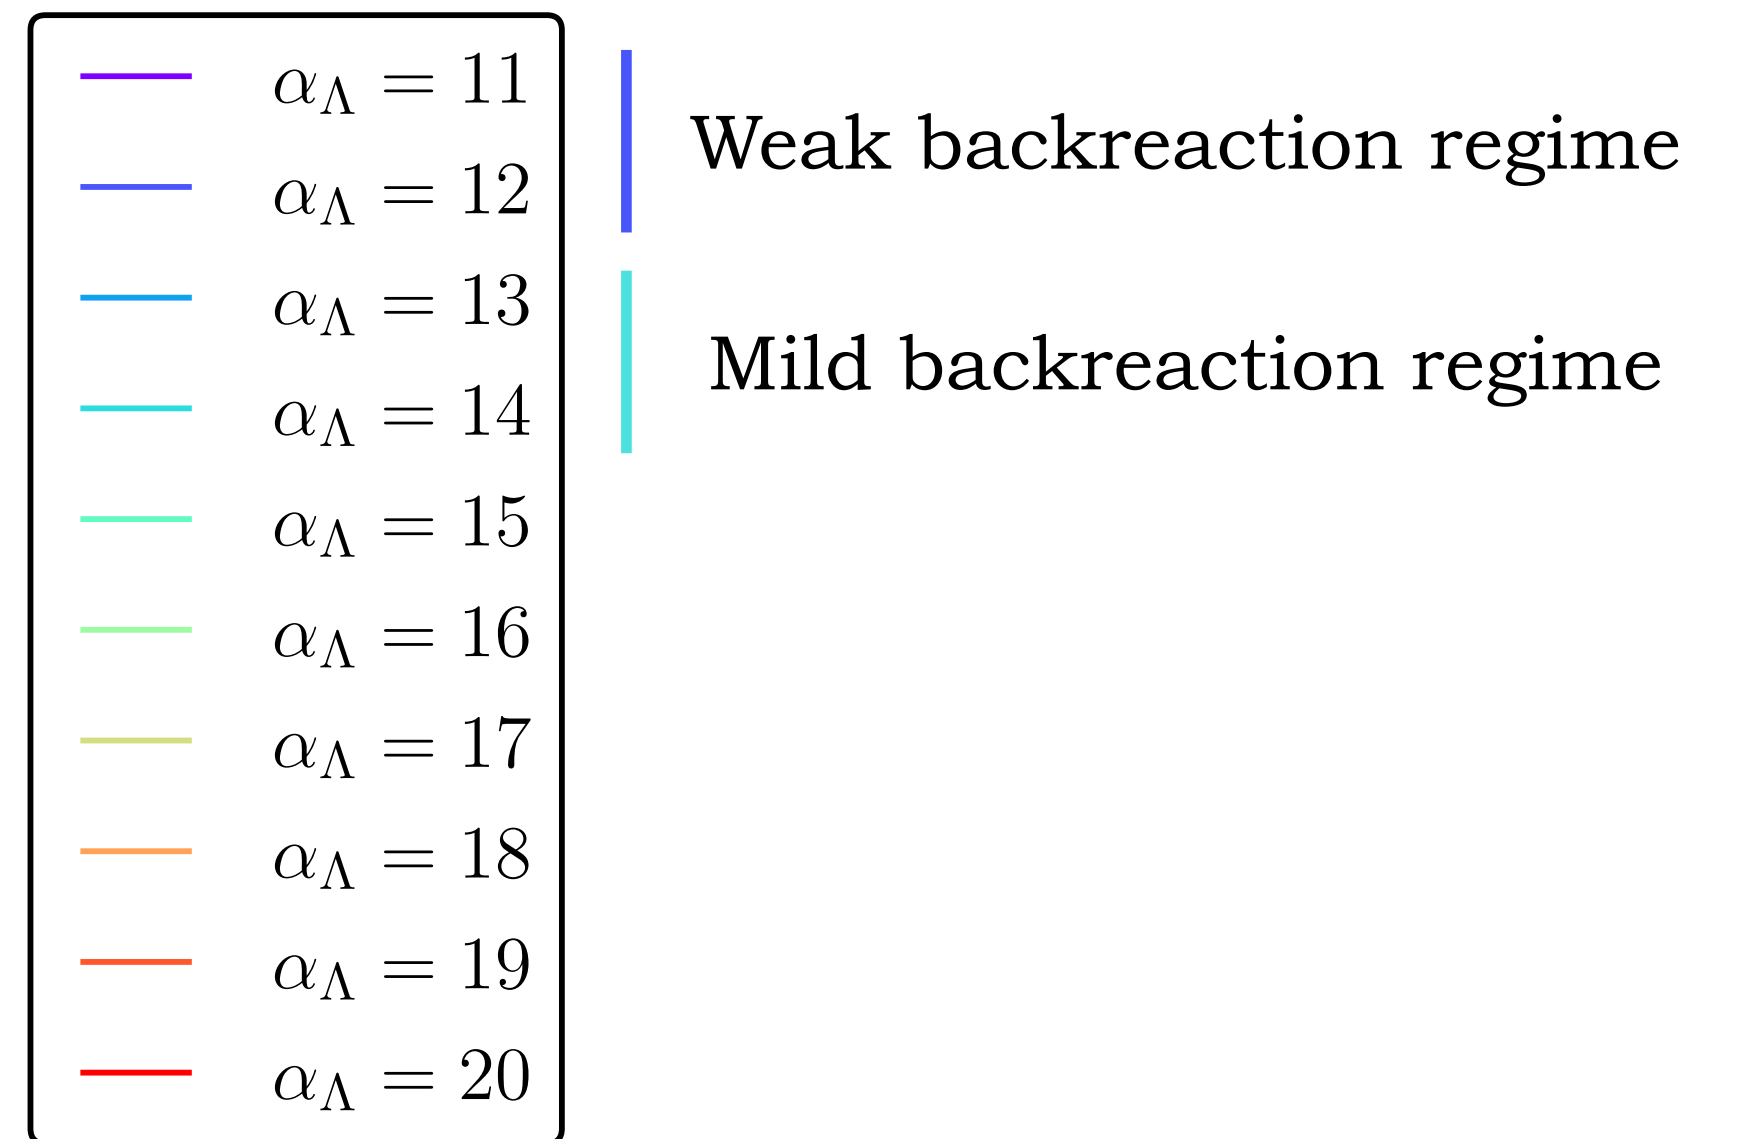 α_Λ = 11
α_Λ = 12
Weak backreaction regime
α_Λ = 13
α_Λ = 14
Mild backreaction regime
α_Λ = 15
α_Λ = 16
α_Λ = 17
α_Λ = 18
α_Λ = 19
α_Λ = 20